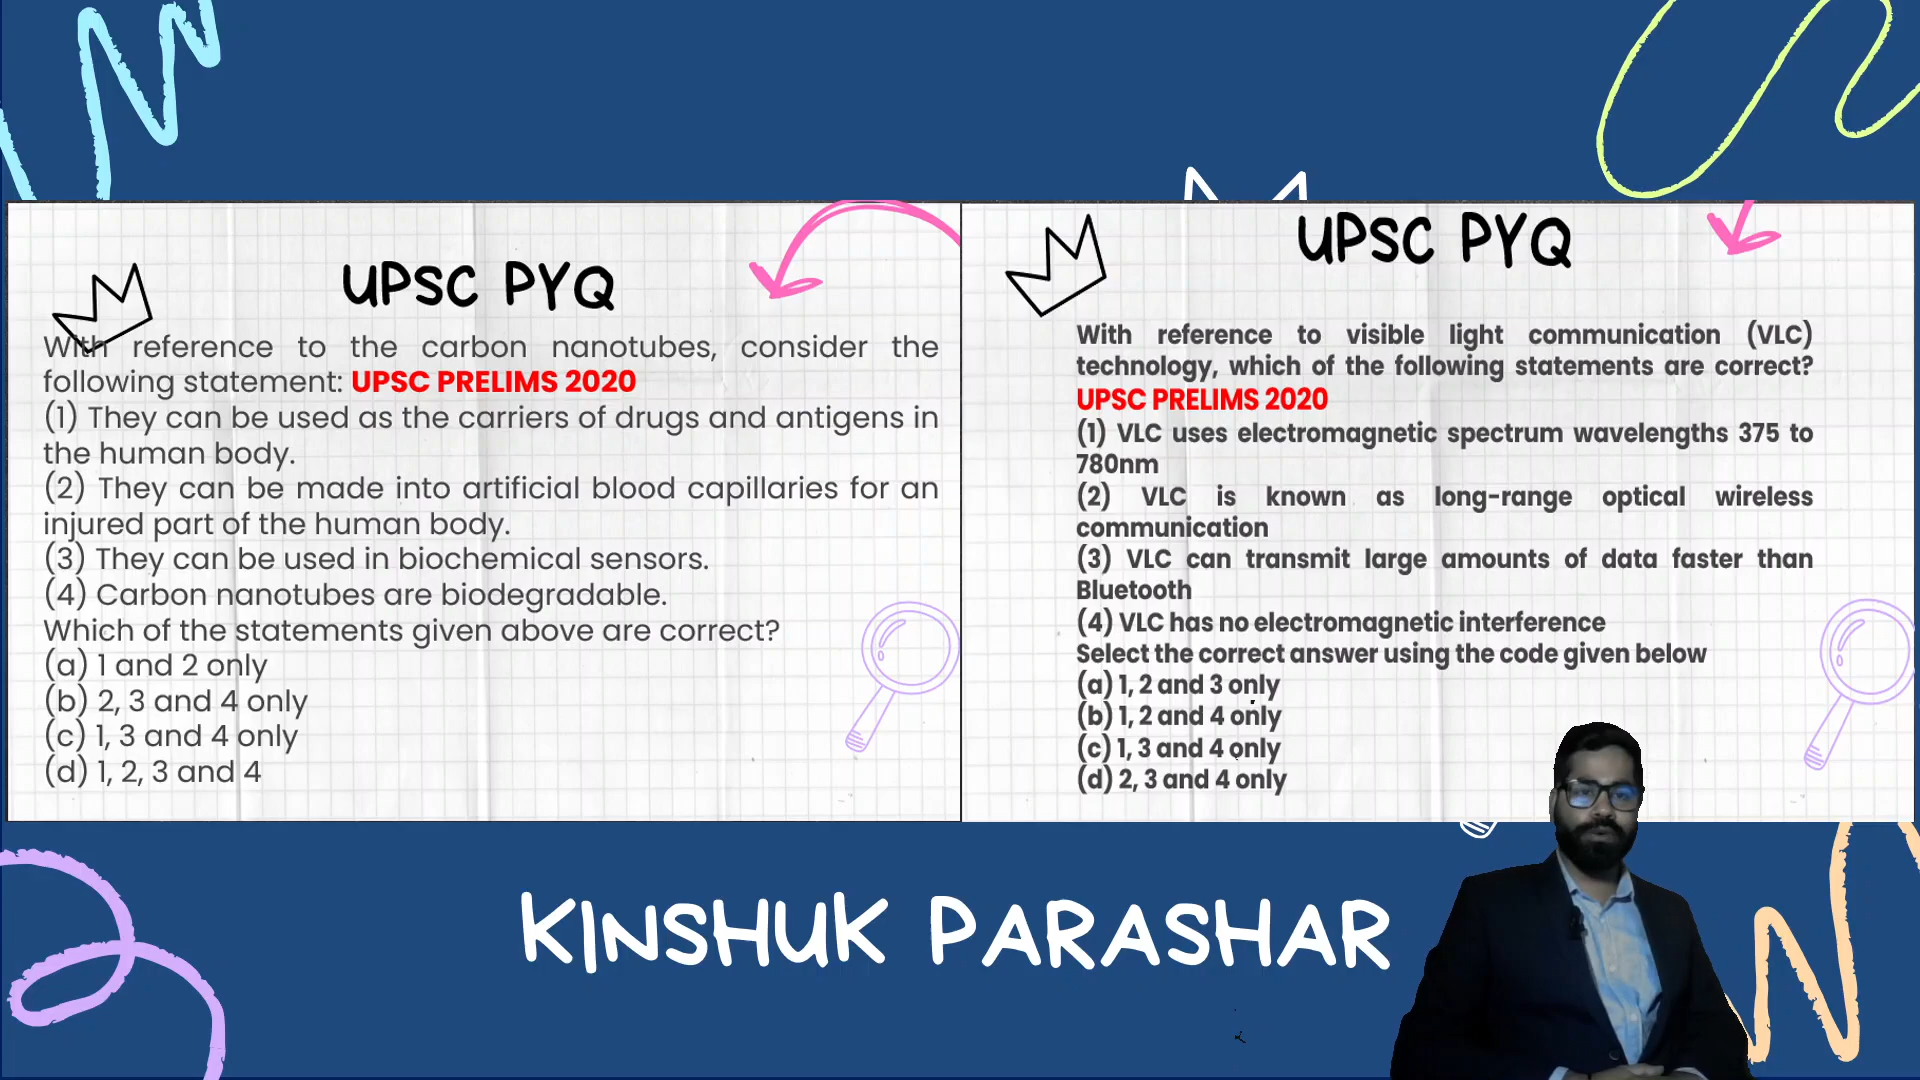 UPSC PYQ
With reference to the carbon nanotubes, consider the
following statement: UPSC PRELIMS 2020
(1) They can be used as the carriers of drugs and antigens in
the human body.
(2) They can be made into artificial blood capillaries for an
injured part of the human body.
(3) They can be used in biochemical sensors.
(4) Carbon nanotubes are biodegradable.
Which of the statements given above are correct?
(a) 1 and 2 only
(b) 2, 3 and 4 only
(c) 1, 3 and 4 only
(d) 1, 2, 3 and 4
UPSC PYQ
With reference to visible light communication (VLC)
technology, which of the following statements are correct?
UPSC PRELIMS 2020
(1) VLC uses electromagnetic spectrum wavelengths 375 to
780nm
(2) VLC is known as long-range optical wireless
communication
(3) VLC can transmit large amounts of data faster than
Bluetooth
(4) VLC has no electromagnetic interference
Select the correct answer using the code given below
(a) 1, 2 and 3 only
(b) 1, 2 and 4 only
(c) 1, 3 and 4 only
(d) 2, 3 and 4 only
KINSHUK PARASHAR